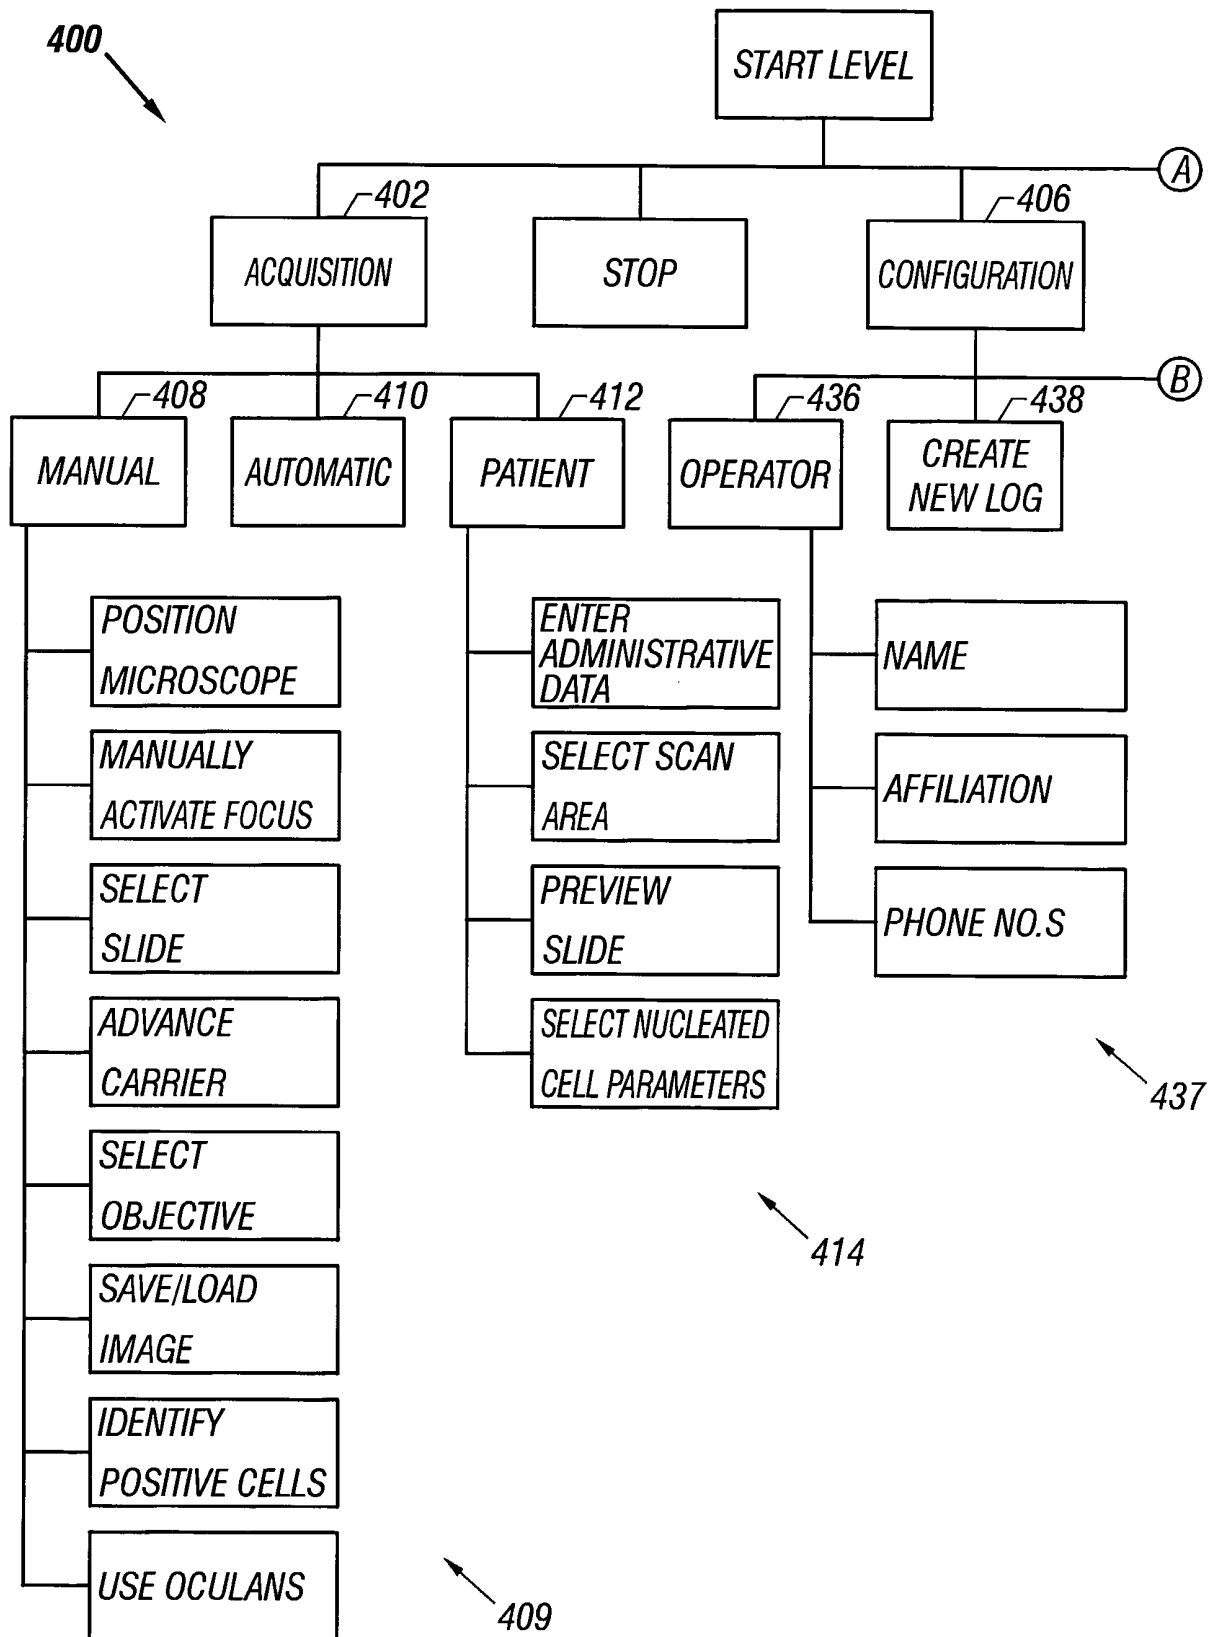 400
START LEVEL
A
402
406
ACQUISITION
STOP
CONFIGURATION
B
408
410
412
436
438
MANUAL
AUTOMATIC
PATIENT
OPERATOR
CREATE
NEW LOG
POSITION
MICROSCOPE
MANUALLY
ACTIVATE FOCUS
SELECT
SLIDE
ADVANCE
CARRIER
SELECT
OBJECTIVE
SAVE/LOAD
IMAGE
IDENTIFY
POSITIVE CELLS
USE OCULANS
409
ENTER
ADMINISTRATIVE
DATA
SELECT SCAN
AREA
PREVIEW
SLIDE
SELECT NUCLEATED
CELL PARAMETERS
414
NAME
AFFILIATION
PHONE NO.S
437